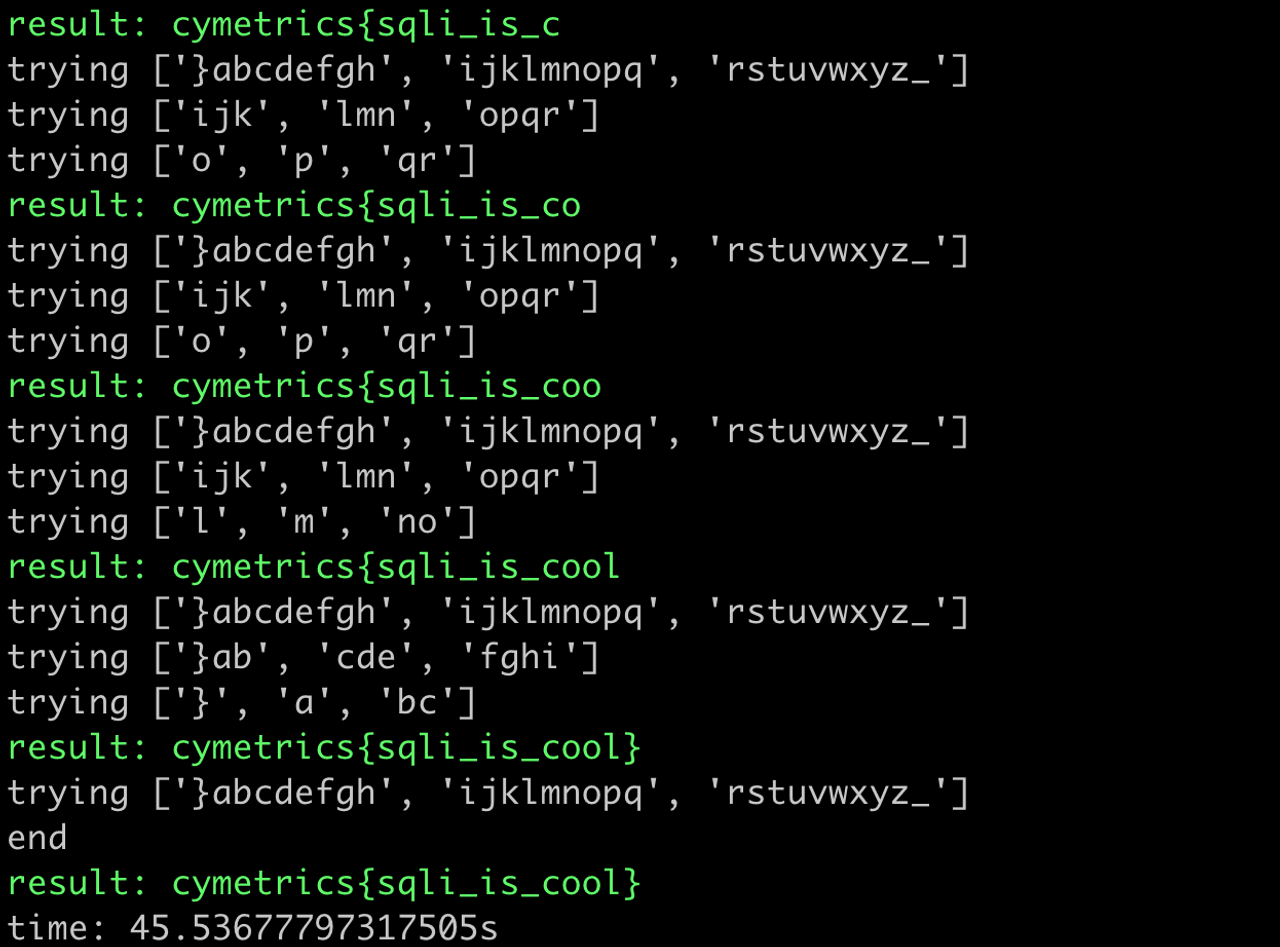 result: cymetrics{sqli_is_c
trying ['}abcdefgh', 'ijklmnopq', 'rstuvwxyz_']
trying ['ijk', 'lmn', 'opqr']
trying ['o', 'p', 'qr']
result: cymetrics{sqli_is_co
trying ['}abcdefgh', 'ijklmnopq', 'rstuvwxyz_']
trying ['ijk', 'lmn', 'opqr']
trying ['o', 'p', 'qr']
result: cymetrics{sqli_is_coo
trying ['}abcdefgh', 'ijklmnopq', 'rstuvwxyz_']
trying ['ijk', 'lmn', 'opqr']
trying ['l', 'm', 'no']
result: cymetrics{sqli_is_cool
trying ['}abcdefgh', 'ijklmnopq', 'rstuvwxyz_']
trying ['}ab', 'cde', 'fghi']
trying ['}', 'a', 'bc']
result: cymetrics{sqli_is_cool}
trying ['}abcdefgh', 'ijklmnopq', 'rstuvwxyz_']
end
result: cymetrics{sqli_is_cool}
time: 45.53677797317505s